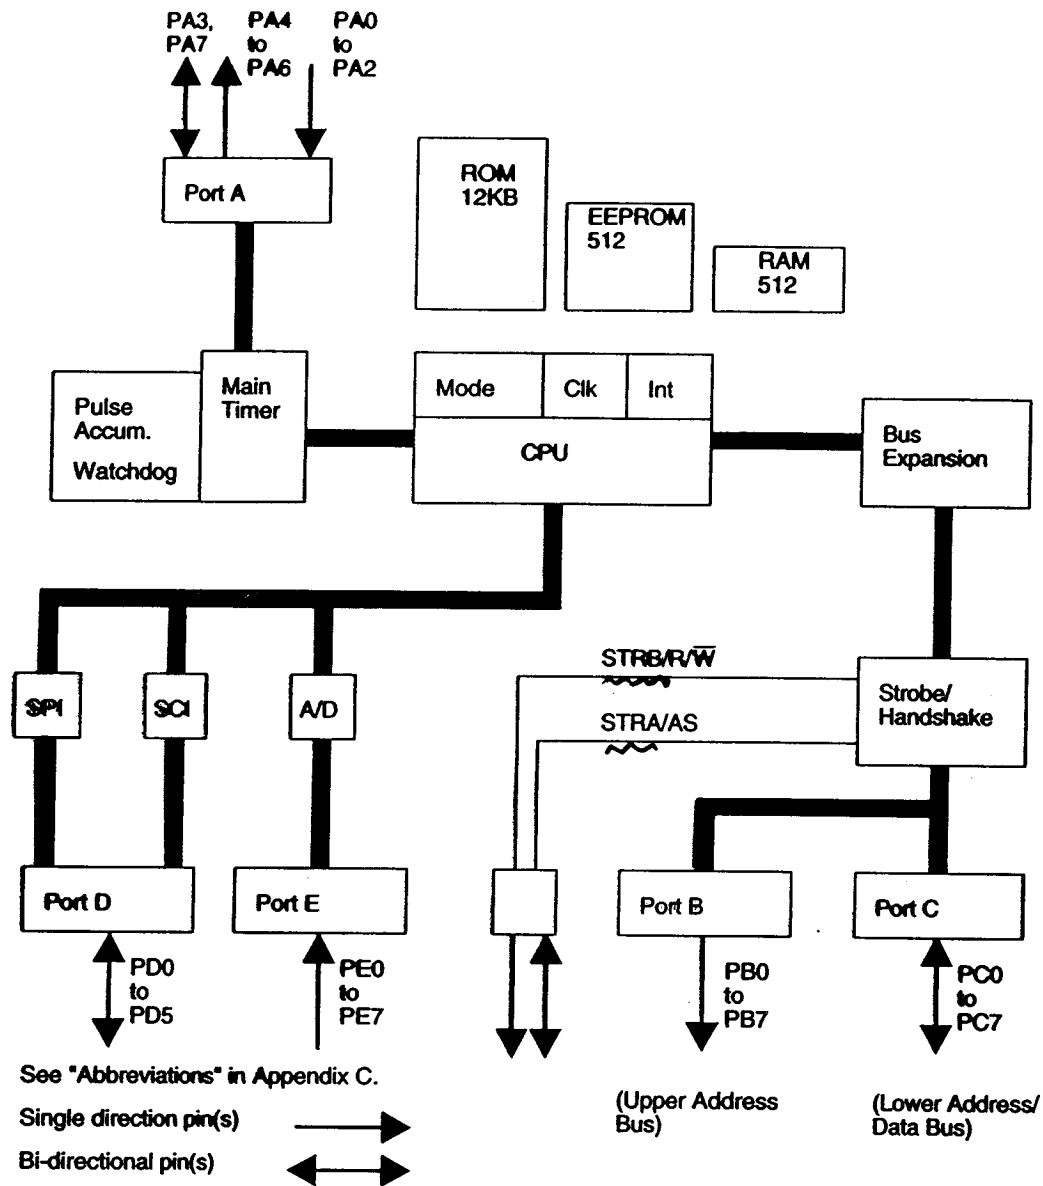 PA3,
PA7
PA4
to
PA6
PA0
to
PA2
Port A
ROM
12KB
EEPROM
512
RAM
512
Pulse
Accum.
Watchdog
Main
Timer
Mode
Clk
Int
CPU
Bus
Expansion
SPI
SCI
A/D
STRB/R/W̅
STRA/AS
Strobe/
Handshake
Port D
Port E
Port B
Port C
PD0
to
PD5
PE0
to
PE7
PB0
to
PB7
PC0
to
PC7
See "Abbreviations" in Appendix C.
Single direction pin(s)
Bi-directional pin(s)
(Upper Address
Bus)
(Lower Address/
Data Bus)